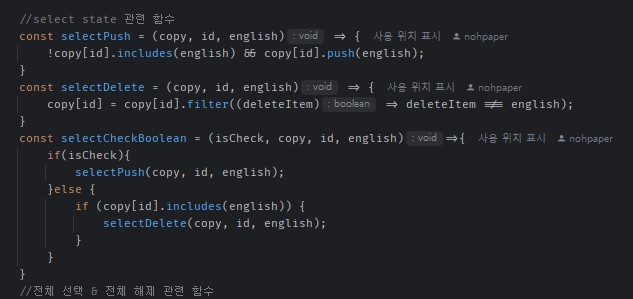 //select state 관련 함수
const selectPush = (copy, id, english) : void => { 사용 위치 표시 nohpaper
!copy[id].includes(english) && copy[id].push(english);
}
const selectDelete = (copy, id, english) : void => { 사용 위치 표시 nohpaper
copy[id] = copy[id].filter((deleteItem) : boolean => deleteItem !== english);
}
const selectCheckBoolean = (isCheck, copy, id, english) : void =>{ 사용 위치 표시 nohpaper
if(isCheck){
selectPush(copy, id, english);
}else {
if (copy[id].includes(english)) {
selectDelete(copy, id, english);
}
}
}
//전체 선택 & 전체 해제 관련 함수